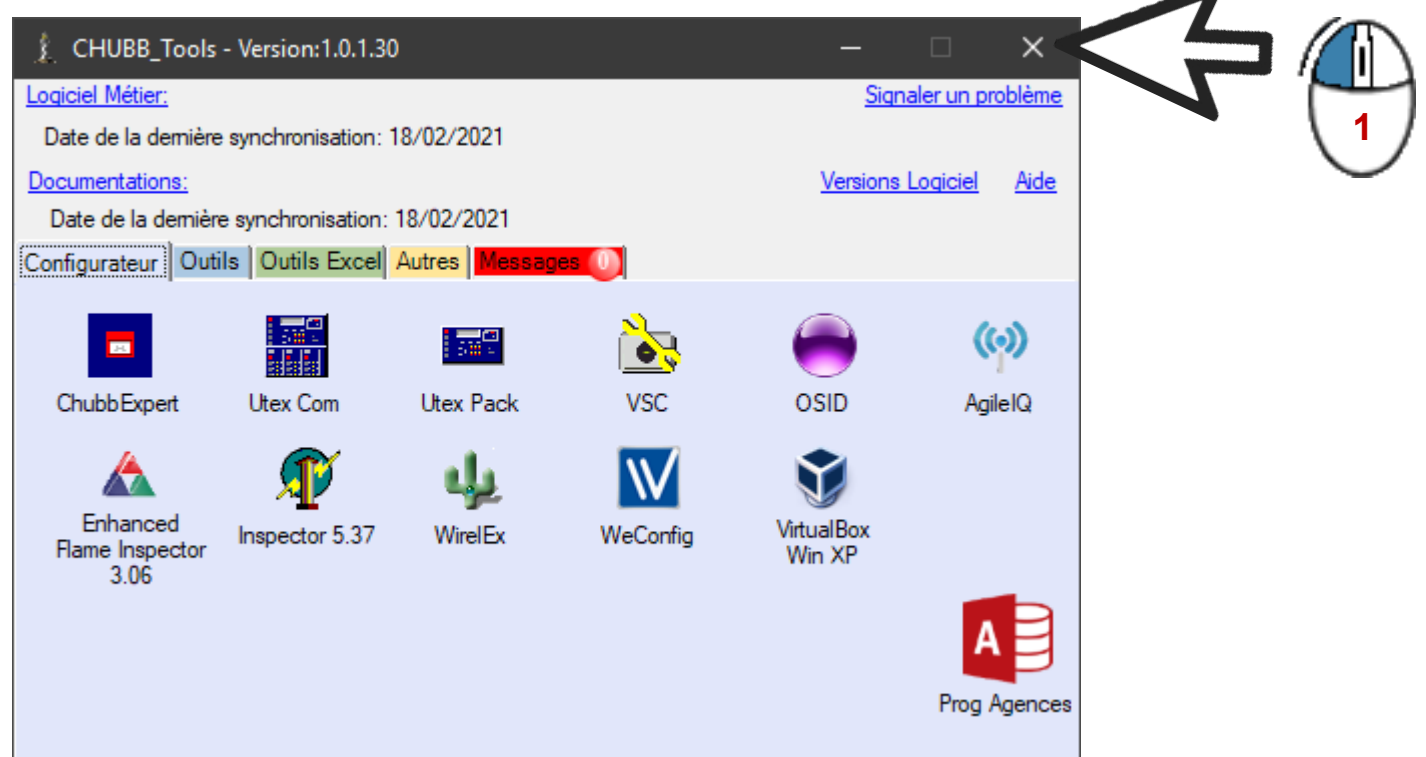 CHUBB_Tools - Version:1.0.1.30
Logiciel Métier:
Signaler un problème
Date de la dernière synchronisation: 18/02/2021
Documentations:
Versions Logiciel
Aide
Date de la dernière synchronisation: 18/02/2021
Configurateur
Outils
Outils Excel
Autres
Messages
0
1
ChubbExpert
Utex Com
Utex Pack
VSC
OSID
AgileIQ
Enhanced
Flame Inspector
3.06
Inspector 5.37
WirelEx
WeConfig
VirtualBox
Win XP
A
Prog Agences